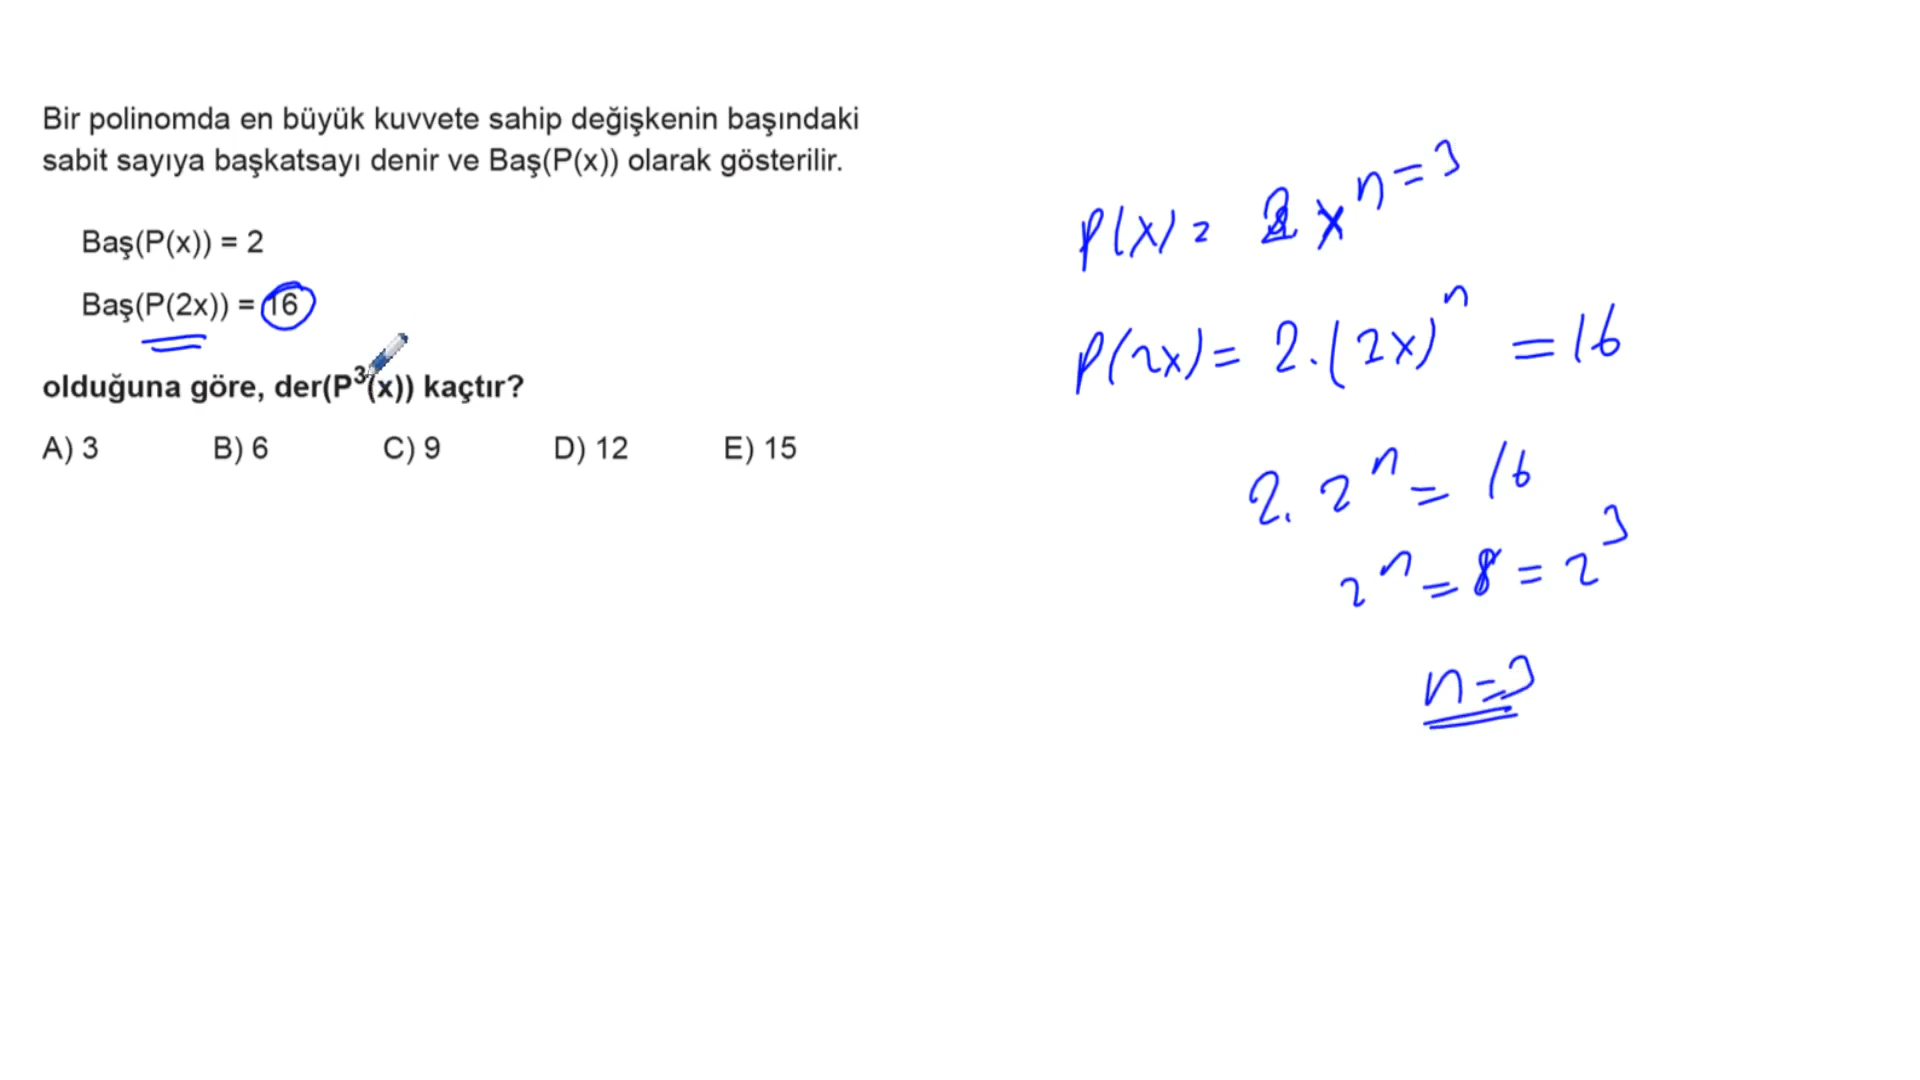 Bir polinomda en büyük kuvvete sahip değişkenin başındaki
sabit sayıya başkatsayı denir ve Baş(P(x)) olarak gösterilir.
Baş(P(x)) = 2
Baş(P(2x)) = 16
olduğuna göre, der(P³(x)) kaçtır?
A) 3 B) 6 C) 9 D) 12 E) 15
P(x) = 2xⁿ⁼³
P(2x) = 2.(2x)ⁿ = 16
2. 2ⁿ = 16
2ⁿ = 8 = 2³
n=3